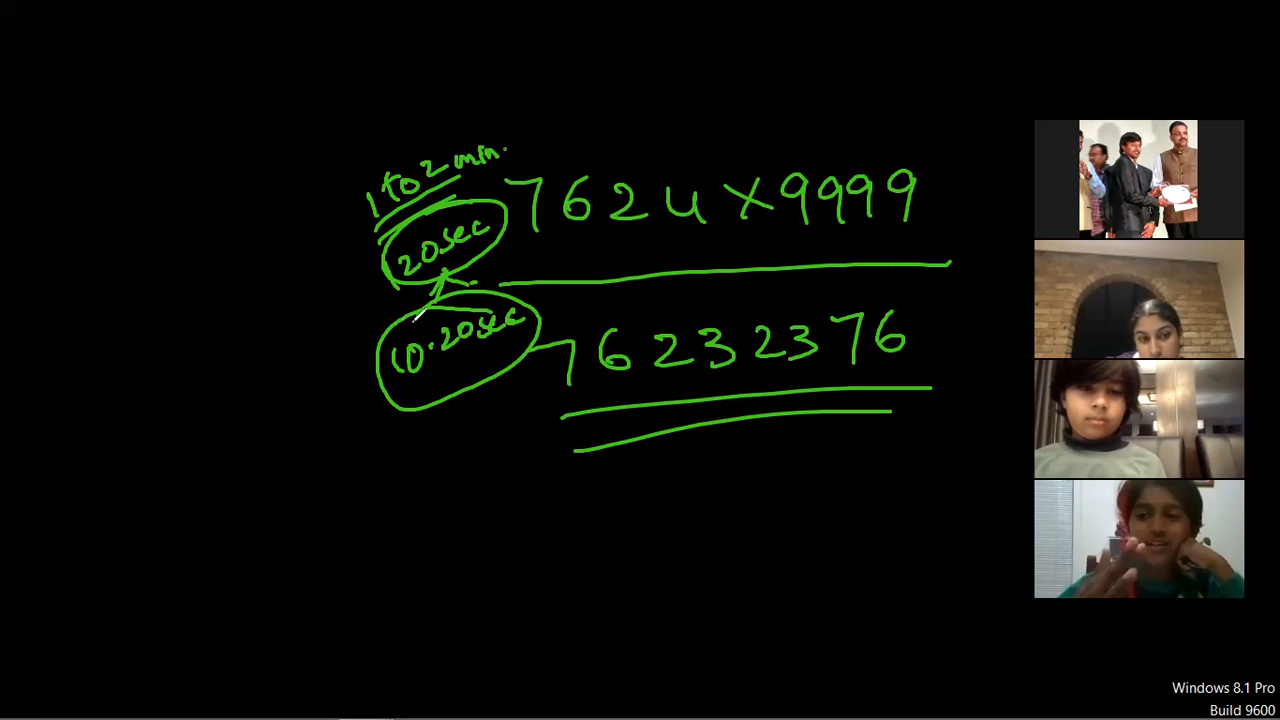 1 to 2 min.
20sec
7624×9999
10-20sec
76232376
Windows 8.1 Pro
Build 9600